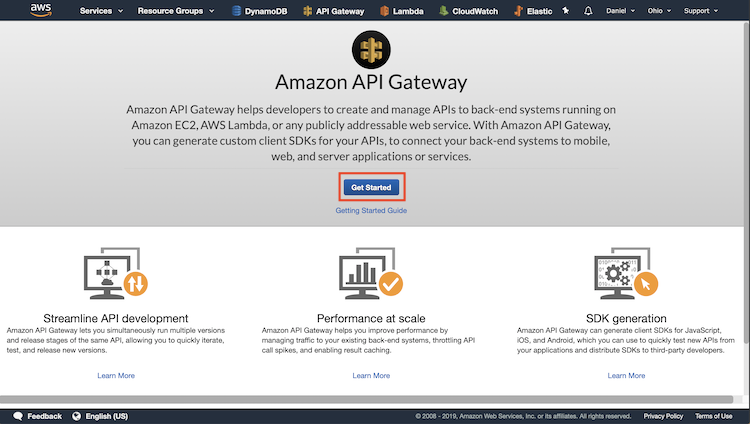 aws Services Resource Groups DynamoDB API Gateway Lambda CloudWatch Elastic Daniel Ohio Support
Amazon API Gateway
Amazon API Gateway helps developers to create and manage APIs to back-end systems running on
Amazon EC2, AWS Lambda, or any publicly addressable web service. With Amazon API Gateway,
you can generate custom client SDKs for your APIs, to connect your back-end systems to mobile,
web, and server applications or services.
Get Started
Getting Started Guide
Streamline API development
Amazon API Gateway lets you simultaneously run multiple versions
and release stages of the same API, allowing you to quickly iterate,
test, and release new versions.
Learn More
Performance at scale
Amazon API Gateway helps you improve performance by
managing traffic to your existing back-end systems, throttling API
call spikes, and enabling result caching.
Learn More
SDK generation
Amazon API Gateway can generate client SDKs for JavaScript,
iOS, and Android, which you can use to quickly test new APIs from
your applications and distribute SDKs to third-party developers.
Learn More
Feedback English (US) © 2008 - 2019, Amazon Web Services, Inc. or its affiliates. All rights reserved. Privacy Policy Terms of Use